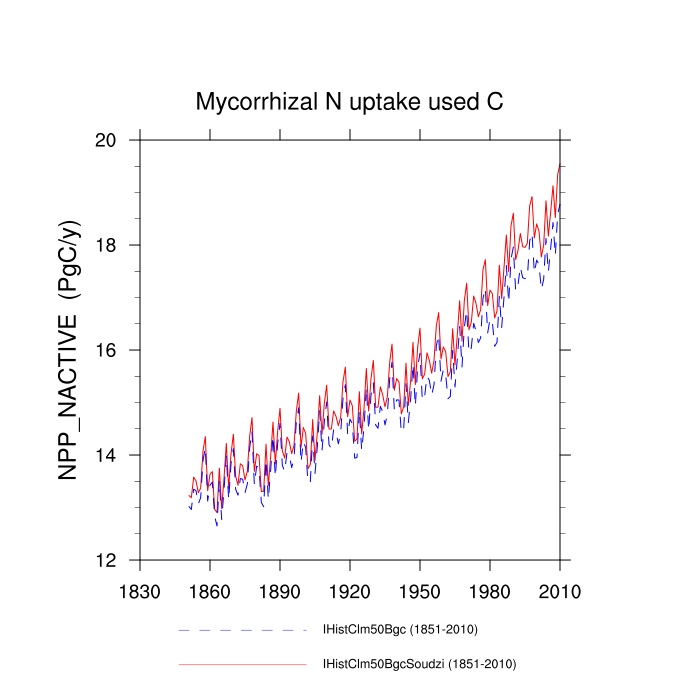 Mycorrhizal N uptake used C
NPP_NACTIVE (PgC/y)
20
18
16
14
12
1830 1860 1890 1920 1950 1980 2010
IHistClm50Bgc (1851-2010)
IHistClm50BgcSoudzi (1851-2010)